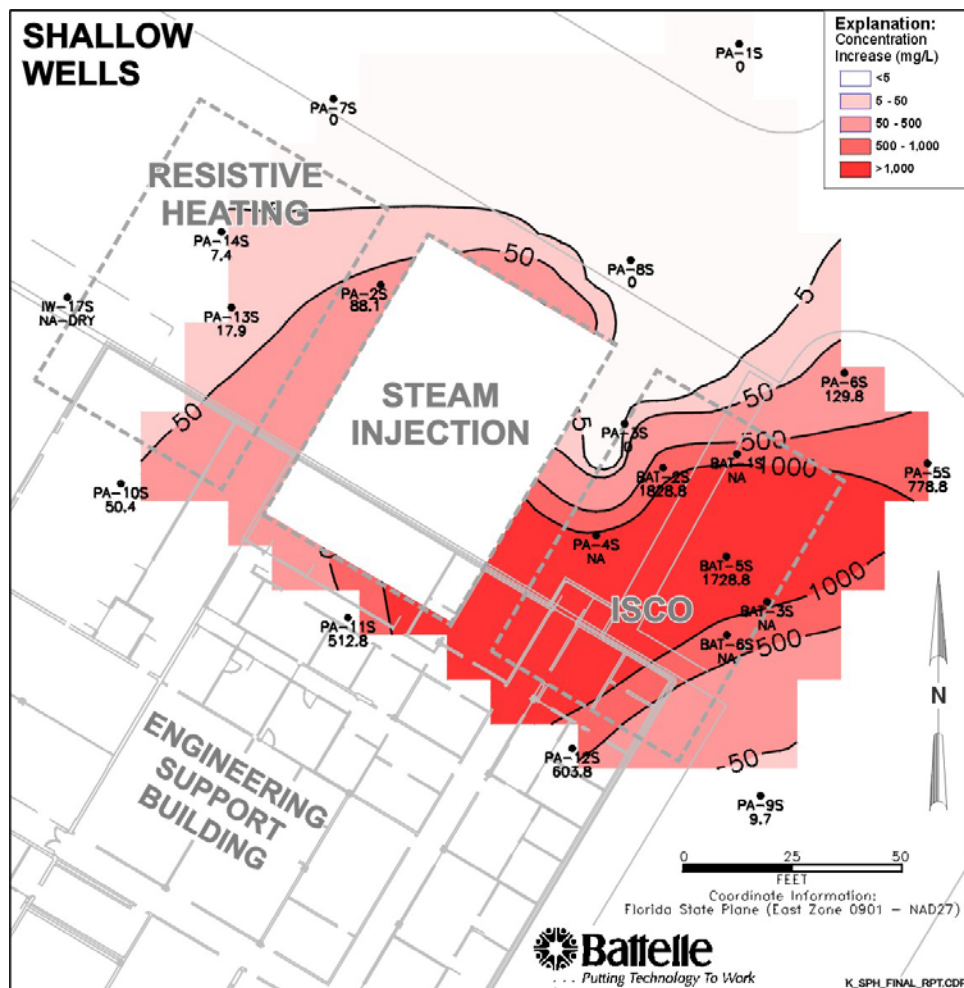 SHALLOW
WELLS
Explanation:
Concentration
Increase (mg/L)
<5
5 - 50
50 - 500
500 - 1,000
>1,000
PA-1S
0
PA-7S
0
RESISTIVE
HEATING
PA-14S
7.4
PA-8S
0
IW-17S
NA-DRY
PA-13S
17.9
PA-2S
88.1
50
5
STEAM
INJECTION
50
5
PA-3S
0
50
PA-6S
129.8
500
BAT-1S
NA
1000
BAT-2S
1828.8
PA-5S
778.8
PA-10S
50.4
PA-4S
NA
BAT-5S
1728.8
1000
BAT-3S
NA
ISCO
BAT-6S
NA
500
PA-11S
512.8
ENGINEERING
SUPPORT
BUILDING
PA-12S
603.8
50
PA-9S
9.7
N
0 25 50
FEET
Coordinate Information:
Florida State Plane (East Zone 0901 - NAD27)
Battelle
... Putting Technology To Work
K_SPH_FINAL_RPT.CDR